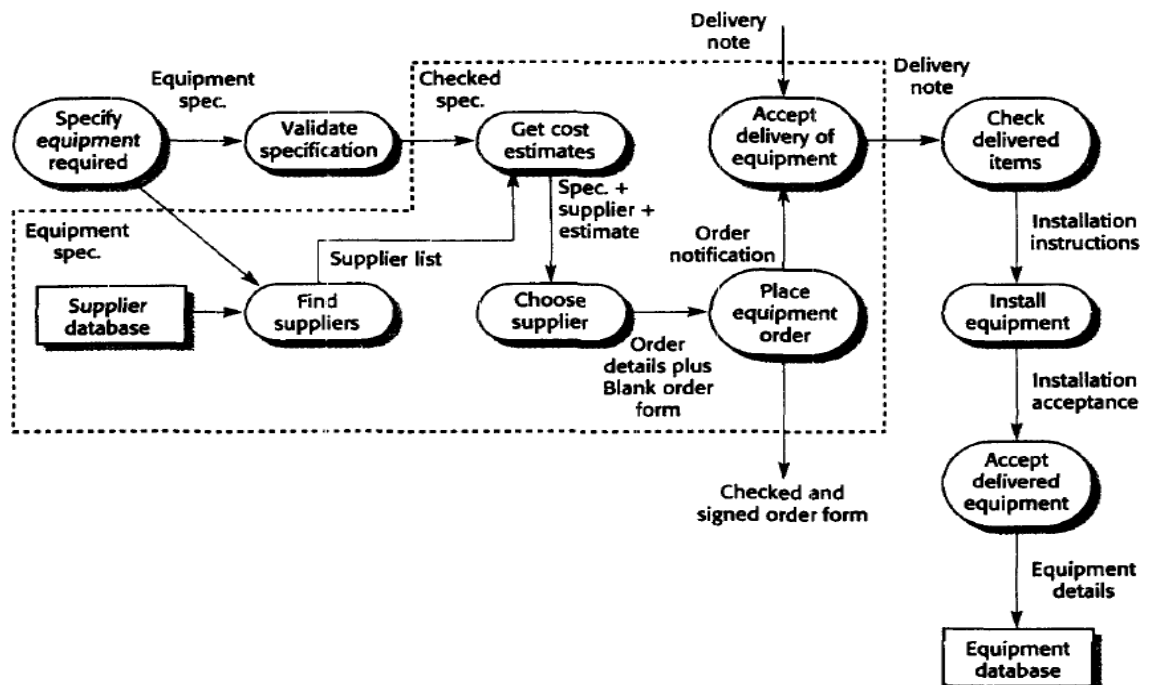 Delivery
note
Equipment
spec.
Checked
spec.
Delivery
note
Specify
equipment
required
Validate
specification
Get cost
estimates
Accept
delivery of
equipment
Check
delivered
items
Spec. +
supplier +
estimate
Equipment
spec.
Supplier list
Order
notification
Installation
instructions
Supplier
database
Find
suppliers
Choose
supplier
Place
equipment
order
Install
equipment
Order
details plus
Blank order
form
Installation
acceptance
Checked and
signed order form
Accept
delivered
equipment
Equipment
details
Equipment
database